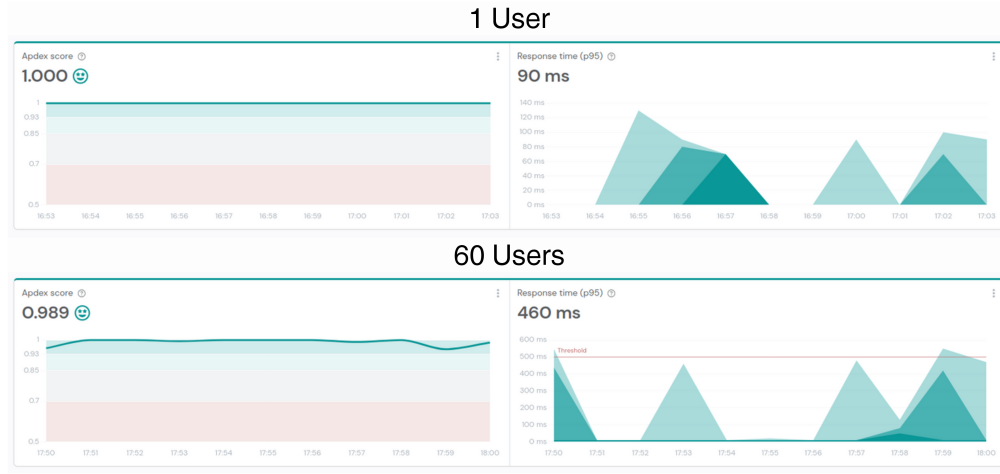 1 User
Apdex score
1.000
1
0.93
0.85
0,7
0.5
16:53 16:54 16:55 16:56 16:57 16:58 16:59 17:00 17:01 17:02 17:03
Response time (p95)
90 ms
140 ms
120 ms
100 ms
80 ms
60 ms
40 ms
20 ms
0 ms
16:53 16:54 16:55 16:56 16:57 16:58 16:59 17:00 17:01 17:02 17:03
60 Users
Apdex score
0.989
1
0.93
0.85
0.7
0.5
17:50 17:51 17:52 17:53 17:54 17:55 17:56 17:57 17:58 17:59 18:00
Response time (p95)
460 ms
600 ms
500 ms
400 ms
300 ms
200 ms
100 ms
0 ms
Threshold
17:50 17:51 17:52 17:53 17:54 17:55 17:56 17:57 17:58 17:59 18:00